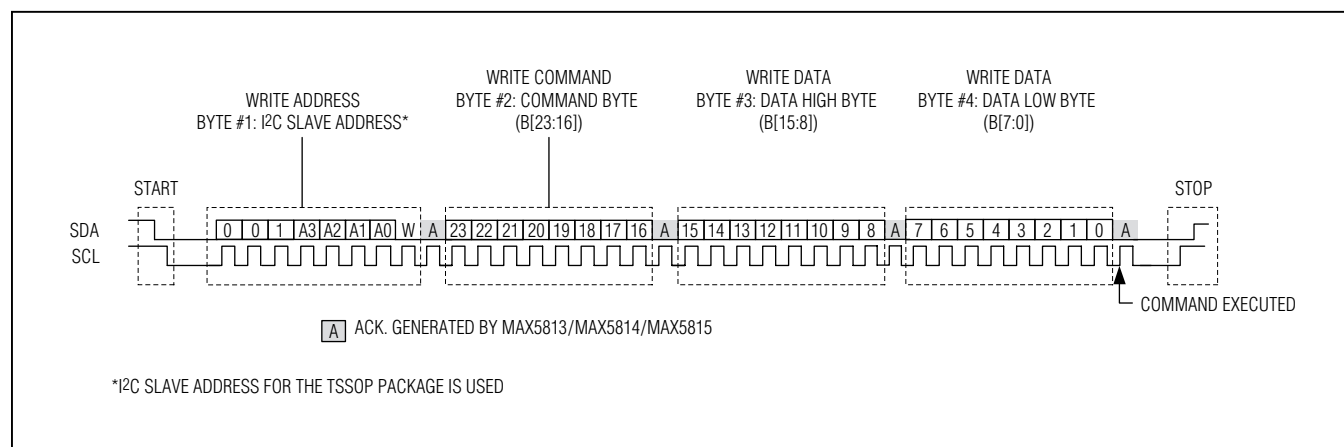 WRITE ADDRESS
BYTE #1: I2C SLAVE ADDRESS*
WRITE COMMAND
BYTE #2: COMMAND BYTE
(B[23:16])
WRITE DATA
BYTE #3: DATA HIGH BYTE
(B[15:8])
WRITE DATA
BYTE #4: DATA LOW BYTE
(B[7:0])
START
STOP
SDA
0 0 1 A3 A2 A1 A0 W A 23 22 21 20 19 18 17 16 A 15 14 13 12 11 10 9 8 A 7 6 5 4 3 2 1 0 A
SCL
COMMAND EXECUTED
A ACK. GENERATED BY MAX5813/MAX5814/MAX5815
*I2C SLAVE ADDRESS FOR THE TSSOP PACKAGE IS USED